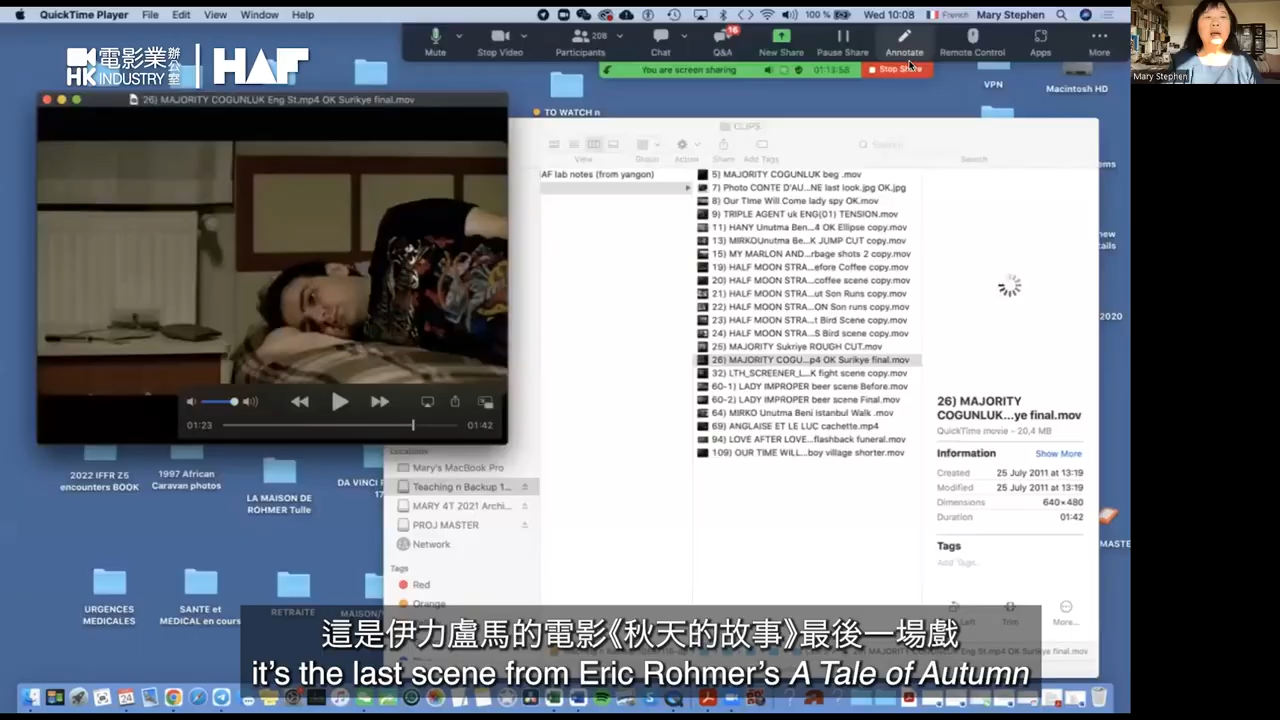 QuickTime Player File Edit View Window Help 100 % Wed 10:08 French Mary Stephen
Mute Stop Video Participants 208 Chat Q&A 16 New Share Pause Share Annotate Remote Control Apps More
You are screen sharing 01:13:58 Stop Share
電影業辦公室
HK INDUSTRY
HAF
Mary Stephen
VPN
Macintosh HD
TO WATCH n
26) MAJORITY COGUNLUK Eng St.mp4 OK Surikye final.mov
CLIPS
Search
View Group Action Share Add Tags Search
AF lab notes (from yangon)
5) MAJORITY COGUNLUK beg .mov
7) Photo CONTE D'AU...NE last look.jpg OK.jpg
8) Our TIme Will Come lady spy OK.mov
9) TRIPLE AGENT uk ENG(01) TENSION.mov
11) HANY Unutma Ben...4 OK Ellipse copy.mov
13) MIRKOUnutma Be...K JUMP CUT copy.mov
15) MY MARLON AND...rbage shots 2 copy.mov
19) HALF MOON STRA...efore Coffee copy.mov
20) HALF MOON STRA...coffee scene copy.mov
21) HALF MOON STRA...ut Son Runs copy.mov
22) HALF MOON STRA...ON Son runs copy.mov
23) HALF MOON STRA...t Bird Scene copy.mov
24) HALF MOON STRA...S Bird scene copy.mov
25) MAJORITY Sukriye ROUGH CUT.mov
26) MAJORITY COGU...p4 OK Surikye final.mov
32) LTH_SCREENER_L...K fight scene copy.mov
60-1) LADY IMPROPER beer scene Before.mov
60-2) LADY IMPROPER beer scene Final.mov
64) MIRKO Unutma Beni Istanbul Walk .mov
69) ANGLAISE ET LE LUC cachette.mp4
94) LOVE AFTER LOVE...flashback funeral.mov
109) OUR TIME WILL...boy village shorter.mov
26) MAJORITY
COGUNLUK...ye final.mov
QuickTime movie - 20,4 MB
Information Show More
Created 25 July 2011 at 13:19
Modified 25 July 2011 at 13:19
Dimensions 640×480
Duration 01:42
Tags
Add Tags...
More...
2020
01:23 01:42
Mary's MacBook Pro
Teaching n Backup 1...
MARY 4T 2021 Archi...
PROJ MASTER
Network
Tags
Red
Orange
2022 IFFR Z5
encounters BOOK
1997 African
Caravan photos
LA MAISON DE
ROHMER Tulle
DA VINCI
17
URGENCES
MEDICALES
SANTE et
MEDICAL en cours
RETRAITE
這是伊力盧馬的電影《秋天的故事》最後一場戲
it's the last scene from Eric Rohmer's A Tale of Autumn